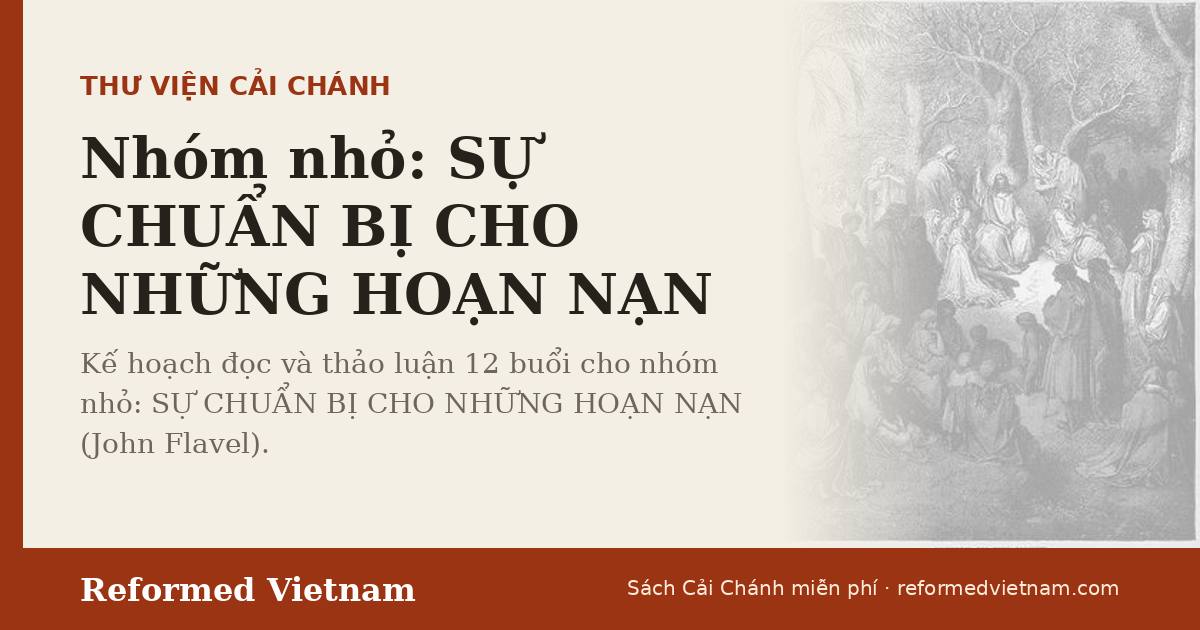 THƯ VIỆN CẢI CHÁNH
Nhóm nhỏ: SỰ
CHUẨN BỊ CHO
NHỮNG HOẠN NẠN
Kế hoạch đọc và thảo luận 12 buổi cho nhóm
nhỏ: SỰ CHUẨN BỊ CHO NHỮNG HOẠN NẠN
(John Flavel).
Reformed Vietnam
Sách Cải Chánh miễn phí · reformedvietnam.com